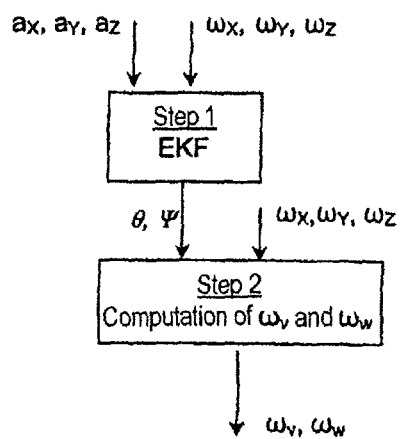 aX, aY, aZ ωX, ωY, ωZ
Step 1
EKF
θ, Ψ ωX,ωY, ωZ
Step 2
Computation of ωv and ωw
ωv, ωw